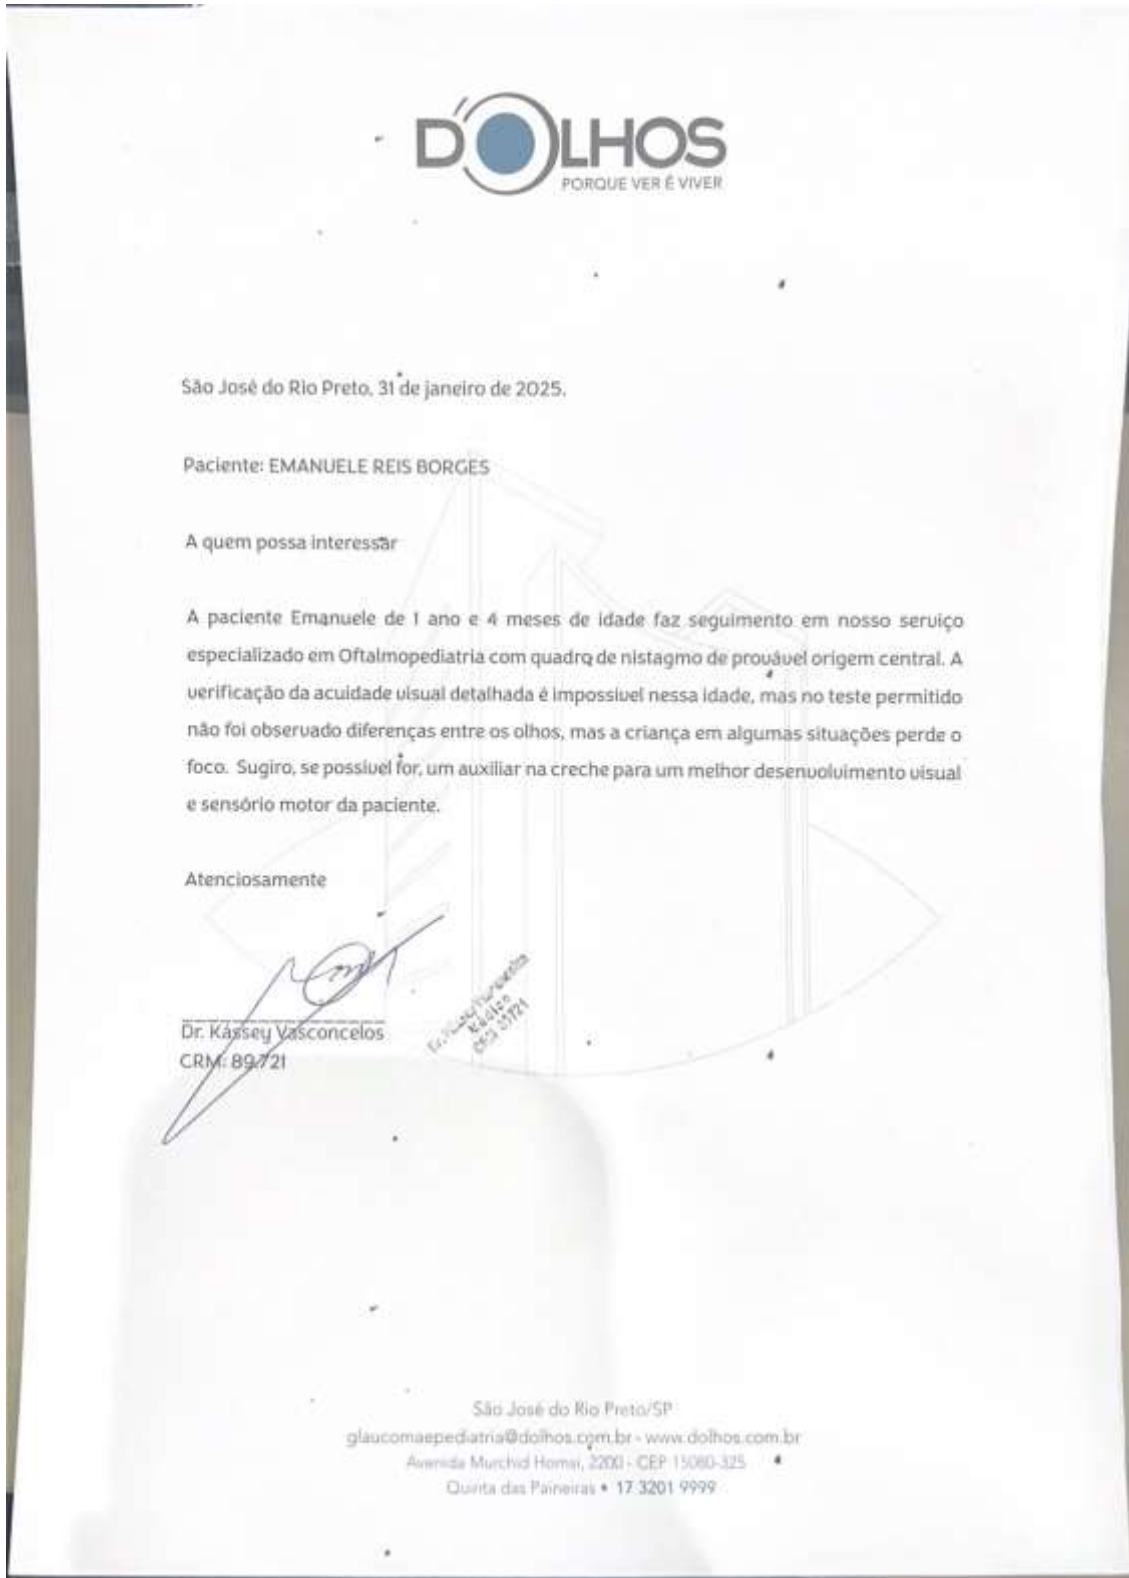 D'OLHOS
PORQUE VER É VIVER
São José do Rio Preto, 31 de janeiro de 2025.
Paciente: EMANUELE REIS BORGES
A quem possa interessar
A paciente Emanuele de 1 ano e 4 meses de idade faz seguimento em nosso serviço
especializado em Oftalmopediatria com quadro de nistagmo de provável origem central. A
verificação da acuidade visual detalhada é impossível nessa idade, mas no teste permitido
não foi observado diferenças entre os olhos, mas a criança em algumas situações perde o
foco. Sugiro, se possível for, um auxiliar na creche para um melhor desenvolvimento visual
e sensório motor da paciente.
Atenciosamente
Dr. Kássey Vasconcelos
CRM: 89.721
Médico
CRM 89721
São José do Rio Preto/SP
glaucomaepediatria@dolhos.com.br - www.dolhos.com.br
Avenida Murchid Homsi, 2200 - CEP 15080-325
Quinta das Paineiras • 17 3201 9999